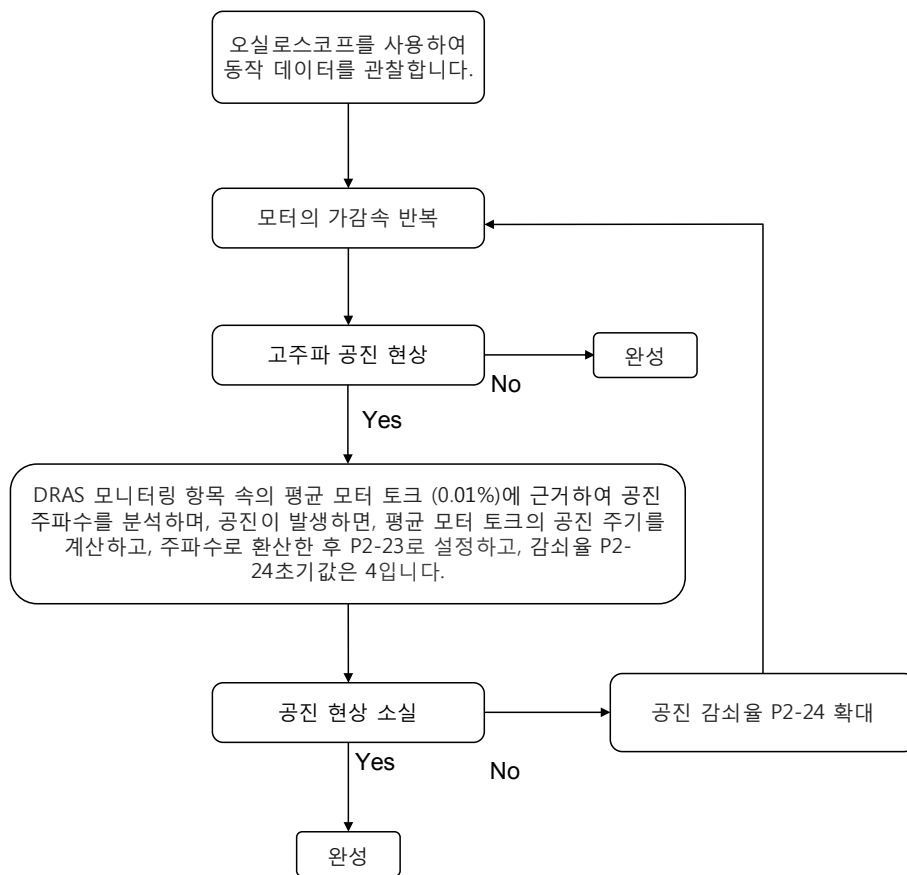 오실로스코프를 사용하여
동작 데이터를 관찰합니다.
모터의 가감속 반복
고주파 공진 현상
완성
No
Yes
DRAS 모니터링 항목 속의 평균 모터 토크 (0.01%)에 근거하여 공진
주파수를 분석하며, 공진이 발생하면, 평균 모터 토크의 공진 주기를
계산하고, 주파수로 환산한 후 P2-23로 설정하고, 감쇠율 P2-
24초기값은 4입니다.
공진 현상 소실
공진 감쇠율 P2-24 확대
Yes
No
완성